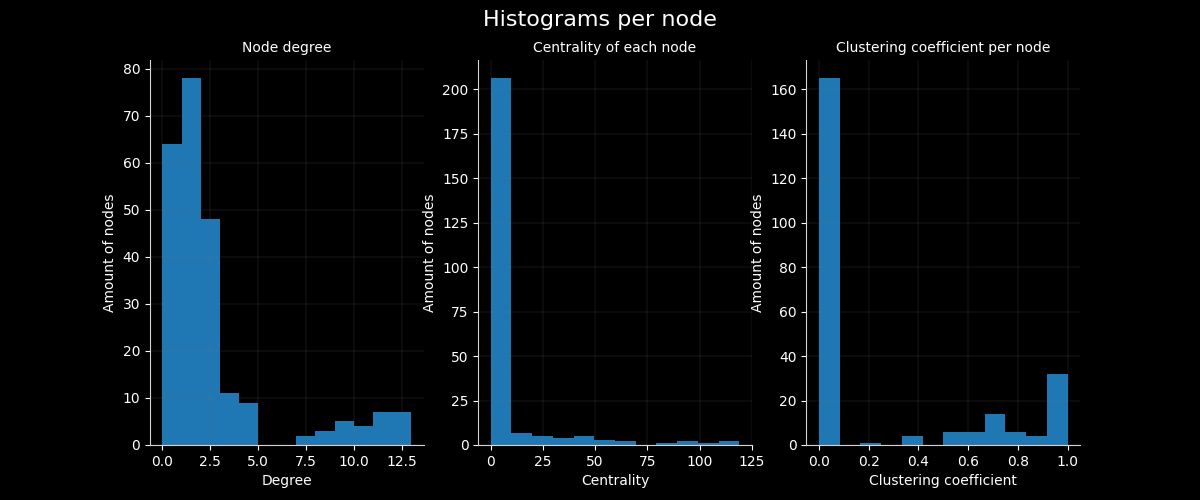 Histograms per node
Node degree
Amount of nodes
80
70
60
50
40
30
20
10
0
0.0 2.5 5.0 7.5 10.0 12.5
Degree
Centrality of each node
Amount of nodes
200
175
150
125
100
75
50
25
0
0 25 50 75 100 125
Centrality
Clustering coefficient per node
Amount of nodes
160
140
120
100
80
60
40
20
0
0.0 0.2 0.4 0.6 0.8 1.0
Clustering coefficient